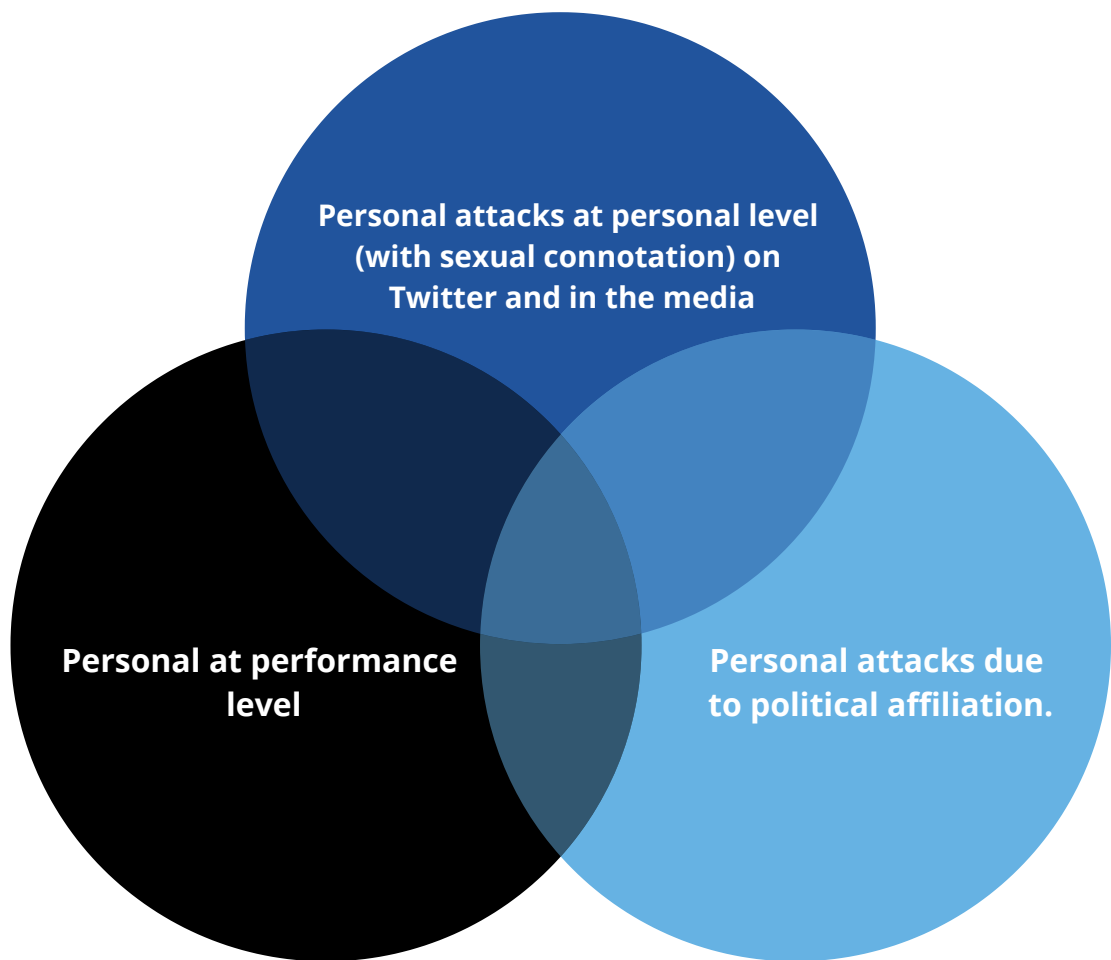 Personal attacks at personal level
(with sexual connotation) on
Twitter and in the media
Personal at performance
level
Personal attacks due
to political affiliation.